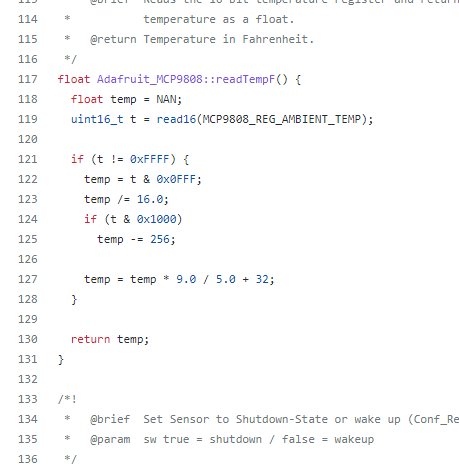 113 * @brief Reads the 16-bit temperature register and return
114 * temperature as a float.
115 * @return Temperature in Fahrenheit.
116 */
117 float Adafruit_MCP9808::readTempF() {
118 float temp = NAN;
119 uint16_t t = read16(MCP9808_REG_AMBIENT_TEMP);
120
121 if (t != 0xFFFF) {
122 temp = t & 0x0FFF;
123 temp /= 16.0;
124 if (t & 0x1000)
125 temp -= 256;
126
127 temp = temp * 9.0 / 5.0 + 32;
128 }
129
130 return temp;
131 }
132
133 /*!
134 * @brief Set Sensor to Shutdown-State or wake up (Conf_Re
135 * @param sw true = shutdown / false = wakeup
136 */